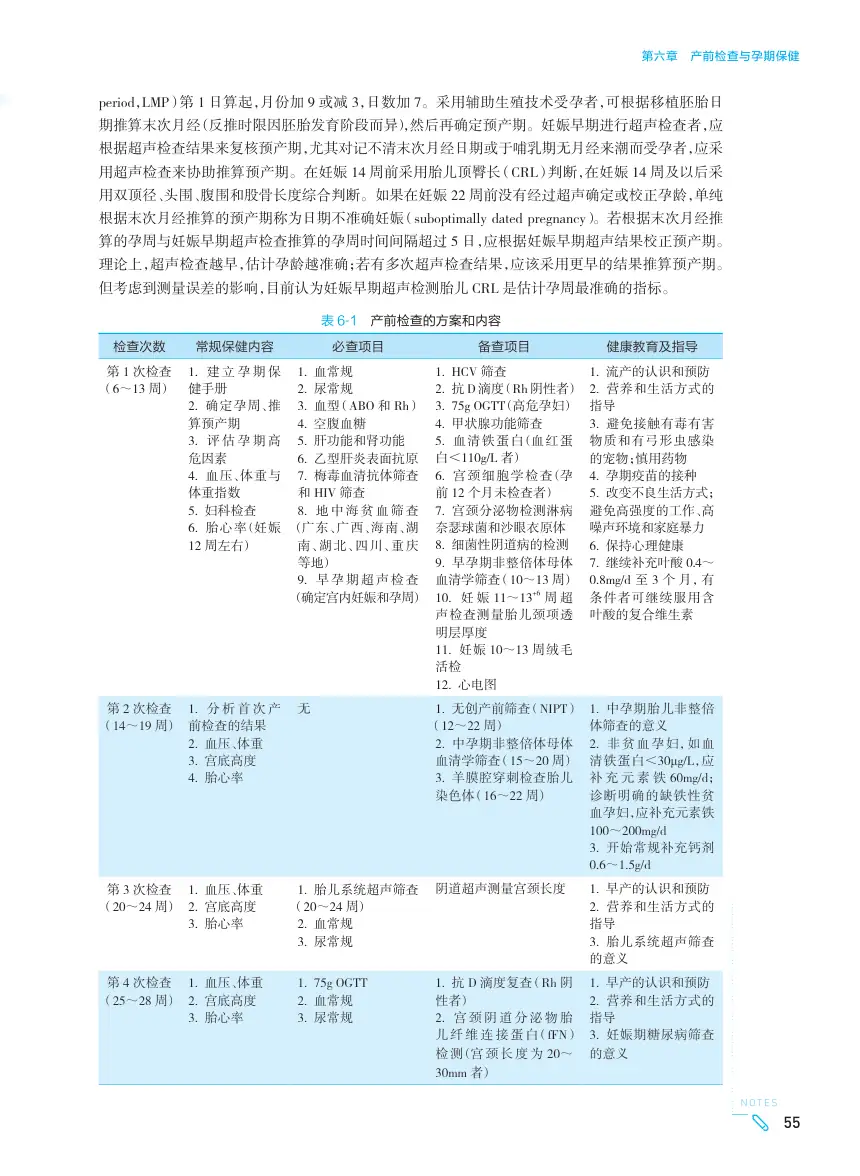 第六章 产前检查与孕期保健
period,LMP)第 1 日算起,月份加 9 或减 3,日数加 7。采用辅助生殖技术受孕者,可根据移植胚胎日
期推算末次月经(反推时限因胚胎发育阶段而异),然后再确定预产期。妊娠早期进行超声检查者,应
根据超声检查结果来复核预产期,尤其对记不清末次月经日期或于哺乳期无月经来潮而受孕者,应采
用超声检查来协助推算预产期。在妊娠 14 周前采用胎儿顶臀长(CRL)判断,在妊娠 14 周及以后采
用双顶径、头围、腹围和股骨长度综合判断。如果在妊娠 22 周前没有经过超声确定或校正孕龄,单纯
根据末次月经推算的预产期称为日期不准确妊娠(suboptimally dated pregnancy)。若根据末次月经推
算的孕周与妊娠早期超声检查推算的孕周时间间隔超过 5 日,应根据妊娠早期超声结果校正预产期。
理论上,超声检查越早,估计孕龄越准确;若有多次超声检查结果,应该采用更早的结果推算预产期。
但考虑到测量误差的影响,目前认为妊娠早期超声检测胎儿 CRL 是估计孕周最准确的指标。
表 6-1 产前检查的方案和内容
检查次数 常规保健内容 必查项目 备查项目 健康教育及指导
第 1 次检查
(6~13 周)
1. 建立孕期保
健手册
2. 确定孕周、推
算预产期
3. 评估孕期高
危因素
4. 血压、体重与
体重指数
5. 妇科检查
6. 胎心率(妊娠
12 周左右)
1. 血常规
2. 尿常规
3. 血型(ABO 和 Rh)
4. 空腹血糖
5. 肝功能和肾功能
6. 乙型肝炎表面抗原
7. 梅毒血清抗体筛查
和 HIV 筛查
8. 地中海贫血筛查
(广东、广西、海南、湖
南、湖北、四川、重庆
等地)
9. 早孕期超声检查
(确定宫内妊娠和孕周)
1. HCV 筛查
2. 抗 D 滴度(Rh 阴性者)
3. 75g OGTT(高危孕妇)
4. 甲状腺功能筛查
5. 血清铁蛋白(血红蛋
白<110g/L 者)
6. 宫颈细胞学检查(孕
前 12 个月未检查者)
7. 宫颈分泌物检测淋病
奈瑟球菌和沙眼衣原体
8. 细菌性阴道病的检测
9. 早孕期非整倍体母体
血清学筛查(10~13 周)
10. 妊娠 11~13⁺⁶ 周超
声检查测量胎儿颈项透
明层厚度
11. 妊娠 10~13 周绒毛
活检
12. 心电图
1. 流产的认识和预防
2. 营养和生活方式的
指导
3. 避免接触有毒有害
物质和有弓形虫感染
的宠物;慎用药物
4. 孕期疫苗的接种
5. 改变不良生活方式;
避免高强度的工作、高
噪声环境和家庭暴力
6. 保持心理健康
7. 继续补充叶酸 0.4~
0.8mg/d 至 3 个月,有
条件者可继续服用含
叶酸的复合维生素
第 2 次检查
(14~19 周)
1. 分析首次产
前检查的结果
2. 血压、体重
3. 宫底高度
4. 胎心率
无
1. 无创产前筛查(NIPT)
(12~22 周)
2. 中孕期非整倍体母体
血清学筛查(15~20 周)
3. 羊膜腔穿刺检查胎儿
染色体(16~22 周)
1. 中孕期胎儿非整倍
体筛查的意义
2. 非贫血孕妇,如血
清铁蛋白<30μg/L,应
补充元素铁 60mg/d;
诊断明确的缺铁性贫
血孕妇,应补充元素铁
100~200mg/d
3. 开始常规补充钙剂
0.6~1.5g/d
第 3 次检查
(20~24 周)
1. 血压、体重
2. 宫底高度
3. 胎心率
1. 胎儿系统超声筛查
(20~24 周)
2. 血常规
3. 尿常规
阴道超声测量宫颈长度
1. 早产的认识和预防
2. 营养和生活方式的
指导
3. 胎儿系统超声筛查
的意义
第 4 次检查
(25~28 周)
1. 血压、体重
2. 宫底高度
3. 胎心率
1. 75g OGTT
2. 血常规
3. 尿常规
1. 抗 D 滴度复查(Rh 阴
性者)
2. 宫颈阴道分泌物胎
儿纤维连接蛋白(fFN)
检测(宫颈长度为 20~
30mm 者)
1. 早产的认识和预防
2. 营养和生活方式的
指导
3. 妊娠期糖尿病筛查
的意义
NOTES
55